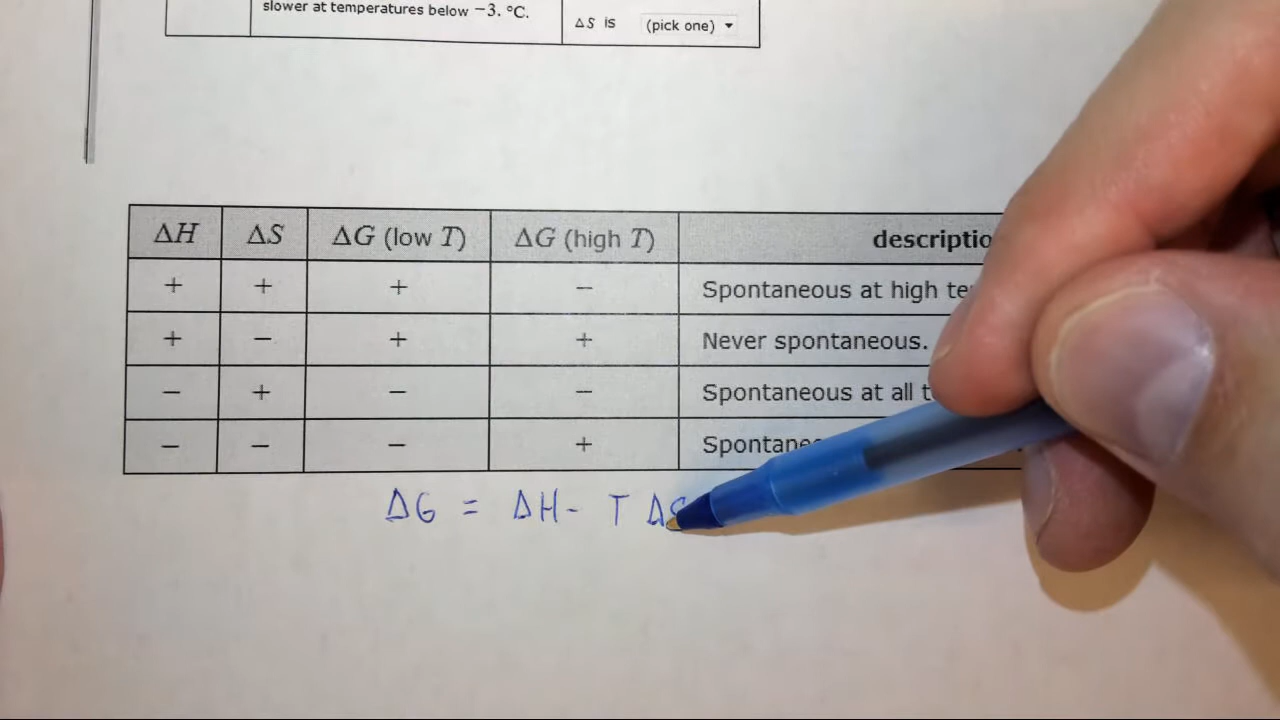 slower at temperatures below −3. °C.
ΔS is (pick one)
ΔH ΔS ΔG (low T) ΔG (high T) descriptio
+ + + − Spontaneous at high te
+ − + + Never spontaneous.
− + − − Spontaneous at all t
− − − + Spontane
ΔG = ΔH - T ΔS